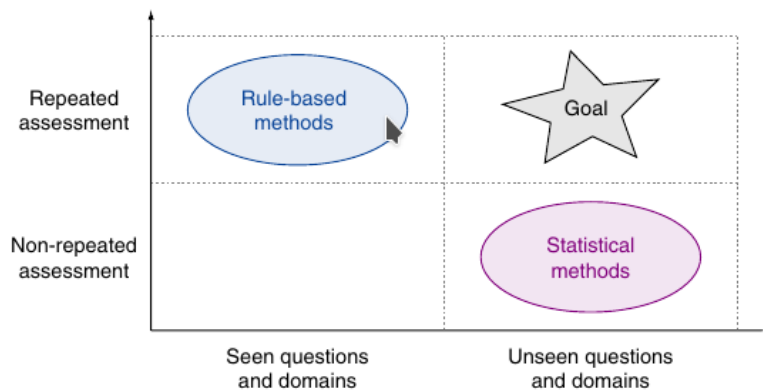 Repeated
assessment
Rule-based
methods
Goal
Non-repeated
assessment
Statistical
methods
Seen questions
and domains
Unseen questions
and domains